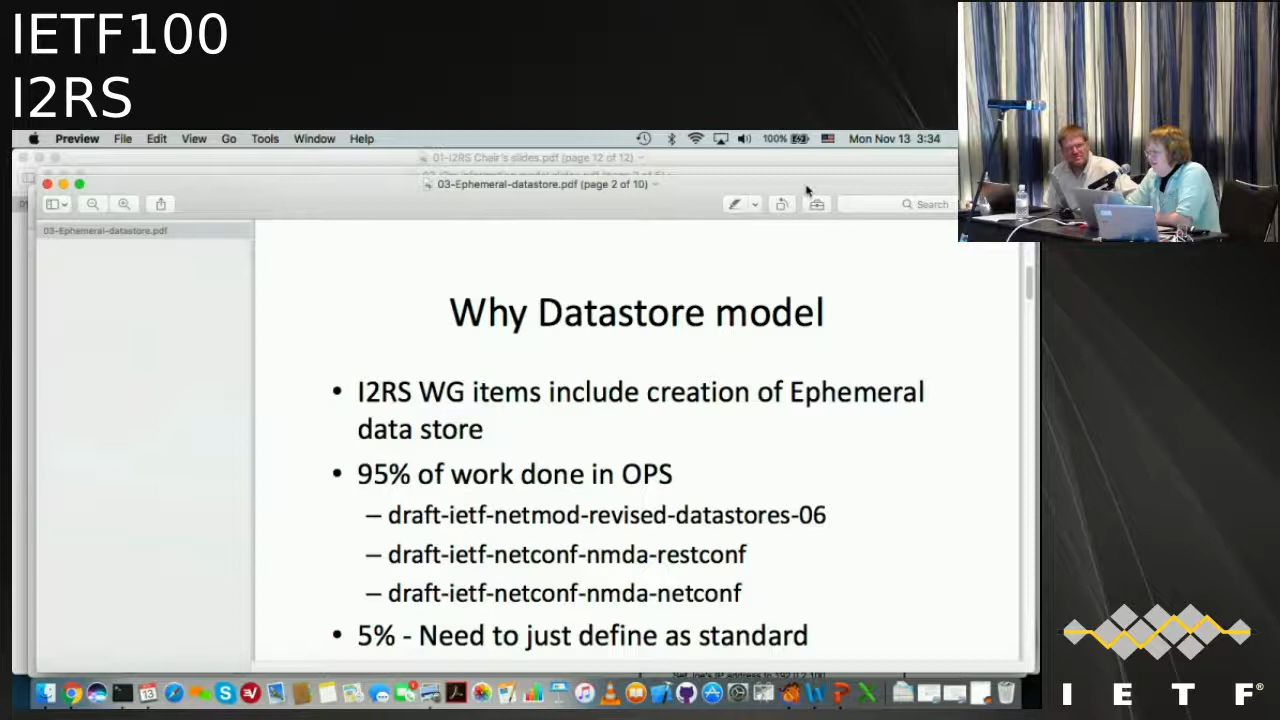 IETF100
I2RS
Preview File Edit View Go Tools Window Help 100% Mon Nov 13 3:34
01-I2RS Chair's slides.pdf (page 12 of 12)
03-Ephemeral-datastore.pdf (page 2 of 10)
Search
03-Ephemeral-datastore.pdf
Why Datastore model
• I2RS WG items include creation of Ephemeral
data store
• 95% of work done in OPS
– draft-ietf-netmod-revised-datastores-06
– draft-ietf-netconf-nmda-restconf
– draft-ietf-netconf-nmda-netconf
• 5% - Need to just define as standard
I E T F®